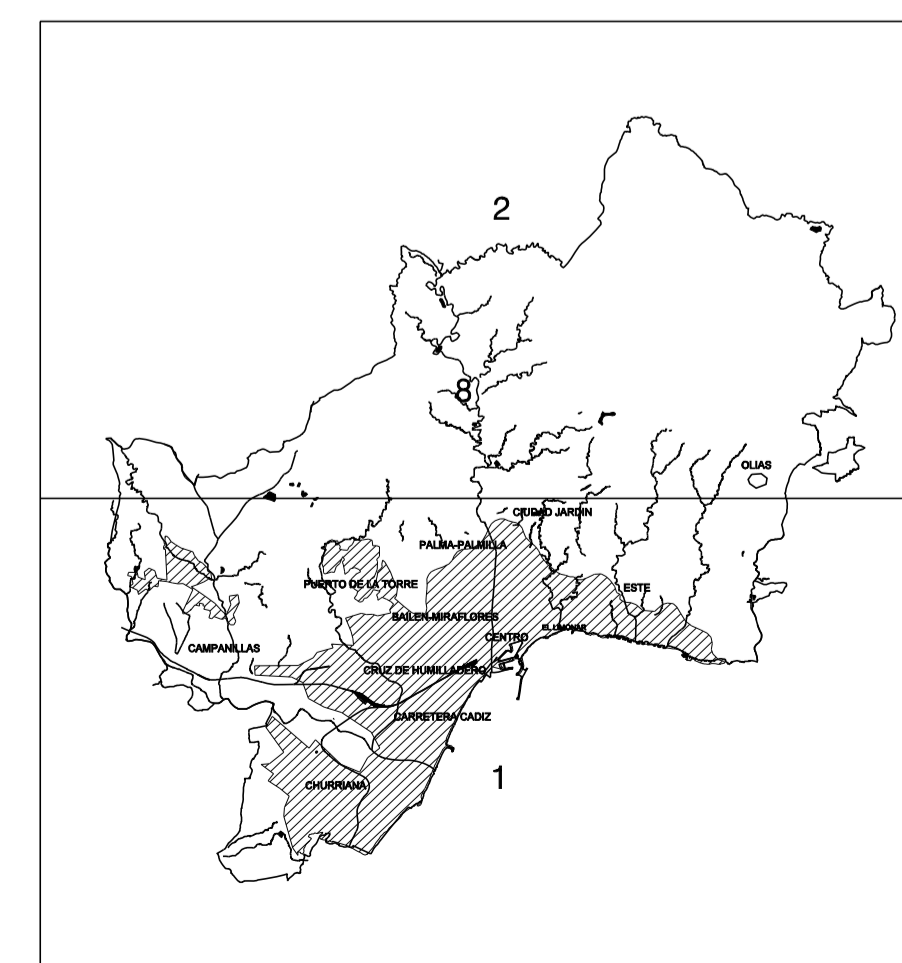 2
8
OLIAS
CIUDAD JARDIN
PALMA-PALMILLA
PUERTO DE LA TORRE
ESTE
BAILEN-MIRAFLORES
EL LIMONAR
CENTRO
CAMPANILLAS
CRUZ DE HUMILLADERO
CARRETERA CADIZ
1
CHURRIANA